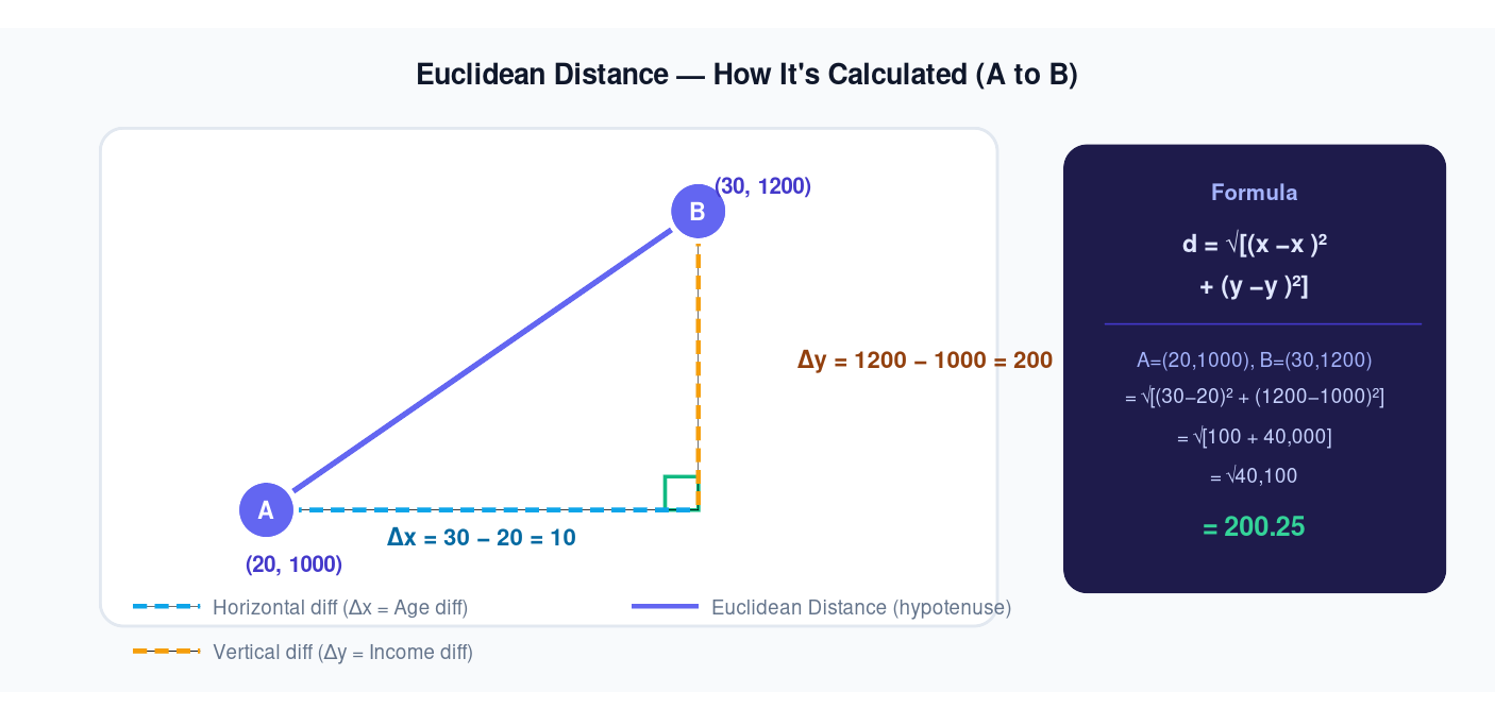 Euclidean Distance — How It's Calculated (A to B)
B
(30, 1200)
Δy = 1200 − 1000 = 200
A
Δx = 30 − 20 = 10
(20, 1000)
Horizontal diff (Δx = Age diff)
Euclidean Distance (hypotenuse)
Vertical diff (Δy = Income diff)
Formula
d = √[(x −x )²
+ (y −y )²]
A=(20,1000), B=(30,1200)
= √[(30−20)² + (1200−1000)²]
= √[100 + 40,000]
= √40,100
= 200.25